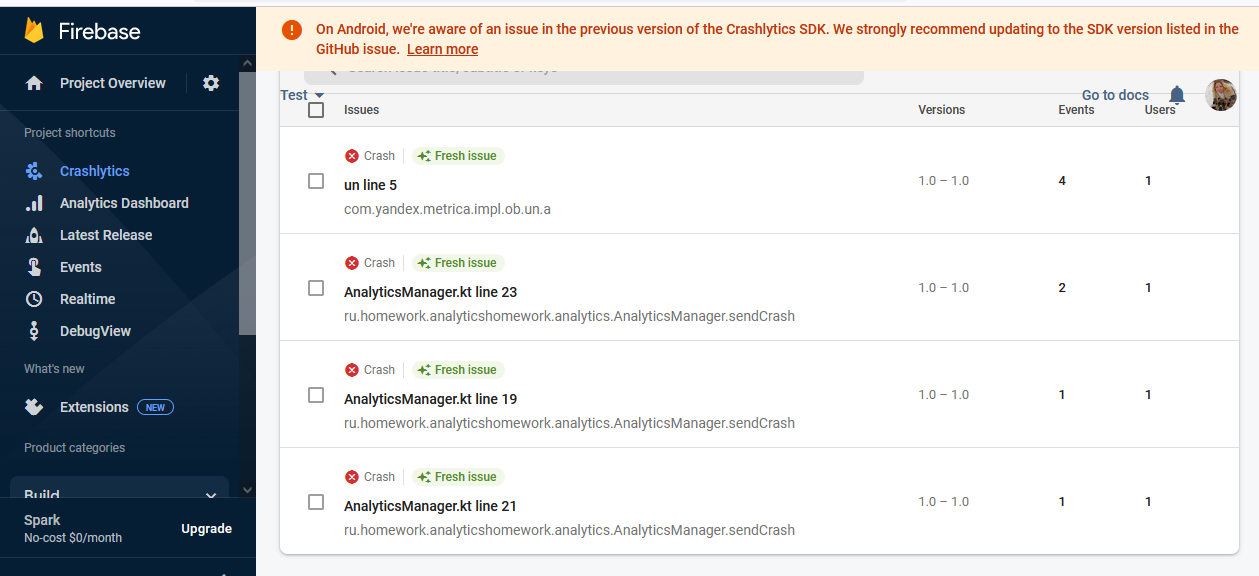 Firebase
Project Overview
Project shortcuts
Crashlytics
Analytics Dashboard
Latest Release
Events
Realtime
DebugView
What's new
Extensions NEW
Product categories
Build
Spark
No-cost $0/month
Upgrade
On Android, we're aware of an issue in the previous version of the Crashlytics SDK. We strongly recommend updating to the SDK version listed in the
GitHub issue. Learn more
Test
Go to docs
Issues Versions Events Users
Crash Fresh issue
un line 5
com.yandex.metrica.impl.ob.un.a
1.0 – 1.0 4 1
Crash Fresh issue
AnalyticsManager.kt line 23
ru.homework.analyticshomework.analytics.AnalyticsManager.sendCrash
1.0 – 1.0 2 1
Crash Fresh issue
AnalyticsManager.kt line 19
ru.homework.analyticshomework.analytics.AnalyticsManager.sendCrash
1.0 – 1.0 1 1
Crash Fresh issue
AnalyticsManager.kt line 21
ru.homework.analyticshomework.analytics.AnalyticsManager.sendCrash
1.0 – 1.0 1 1